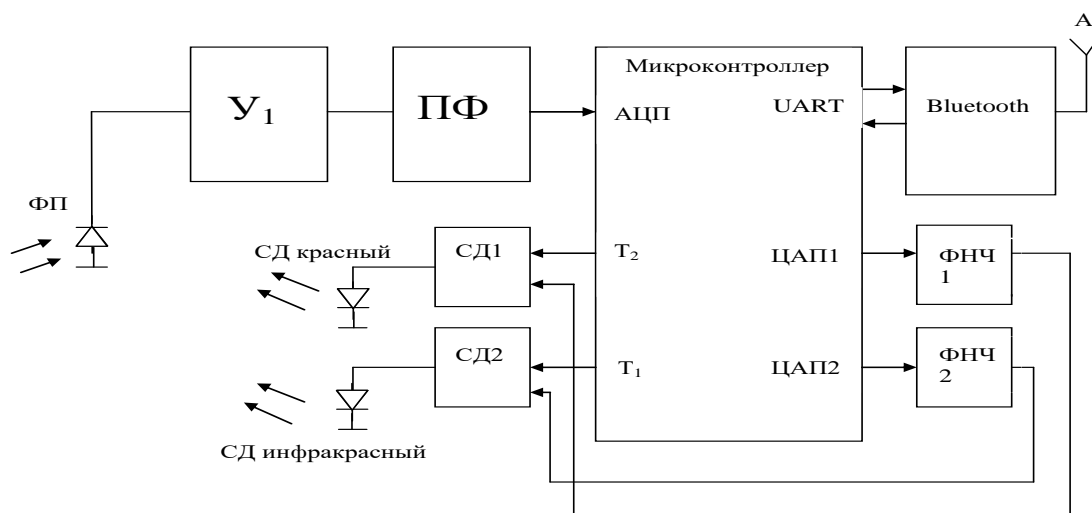 А
Микроконтроллер
У1
ПФ
АЦП
UART
Bluetooth
ФП
СД красный
СД1
Т2
ЦАП1
ФНЧ
1
СД2
Т1
ЦАП2
ФНЧ
2
СД инфракрасный